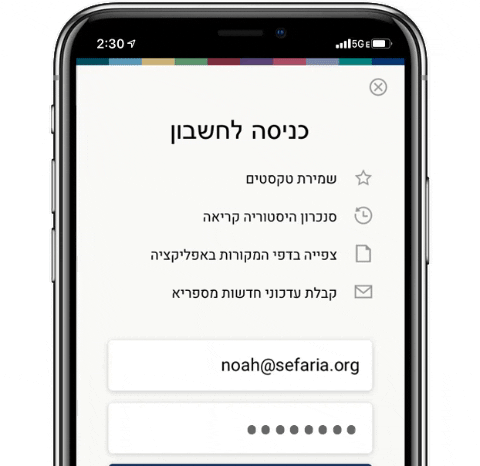 2:30
5GE
כניסה לחשבון
שמירת טקסטים
סנכרון היסטוריה קריאה
צפייה בדפי המקורות באפליקציה
קבלת עדכוני חדשות מספריא
noah@sefaria.org